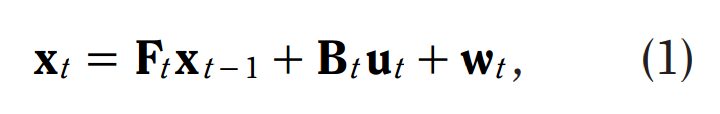 xₜ = Fₜxₜ₋₁ + Bₜuₜ + wₜ, (1)